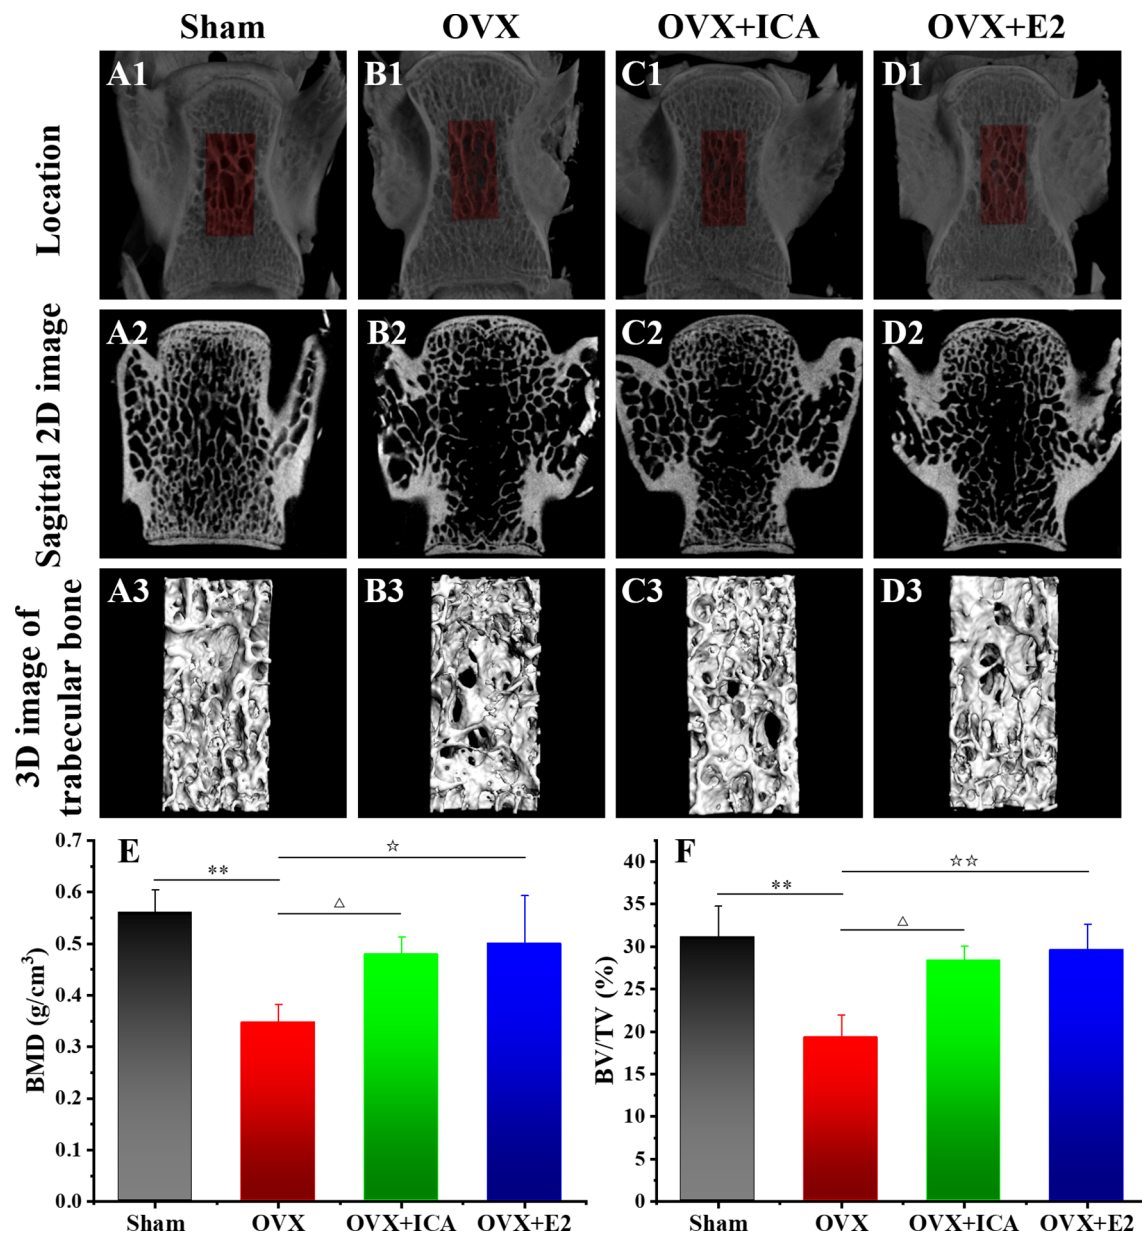 Sham OVX OVX+ICA OVX+E2
Location
A1 B1 C1 D1
Sagittal 2D image
A2 B2 C2 D2
3D image of
trabecular bone
A3 B3 C3 D3
E
BMD (g/cm³)
0.7
0.6
0.5
0.4
0.3
0.2
0.1
0.0
**
☆
△
Sham OVX OVX+ICA OVX+E2
F
BV/TV (%)
40
35
30
25
20
15
10
5
0
**
☆☆
△
Sham OVX OVX+ICA OVX+E2